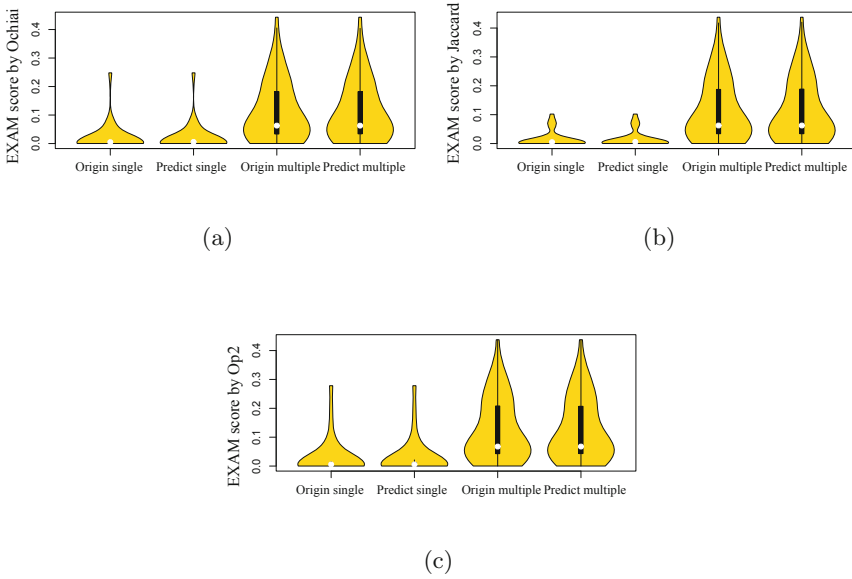 EXAM score by Ochiai
0.0 0.1 0.2 0.3 0.4
Origin single Predict single Origin multiple Predict multiple
(a)
EXAM score by Jaccard
0.0 0.1 0.2 0.3 0.4
Origin single Predict single Origin multiple Predict multiple
(b)
EXAM score by Op2
0.0 0.1 0.2 0.3 0.4
Origin single Predict single Origin multiple Predict multiple
(c)